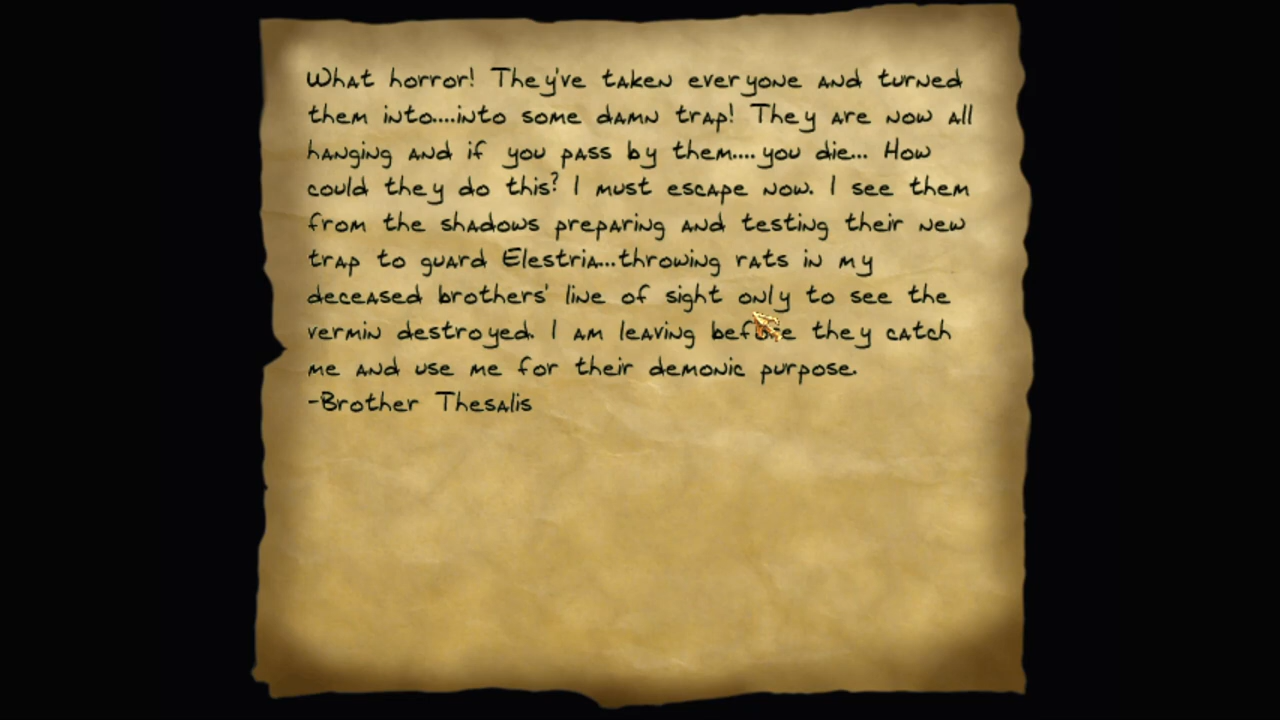 What horror! They've taken everyone and turned
them into....into some damn trap! They are now all
hanging and if you pass by them....you die... How
could they do this? I must escape now. I see them
from the shadows preparing and testing their new
trap to guard Elestria...throwing rats in my
deceased brothers' line of sight only to see the
vermin destroyed. I am leaving before they catch
me and use me for their demonic purpose.
-Brother Thesalis